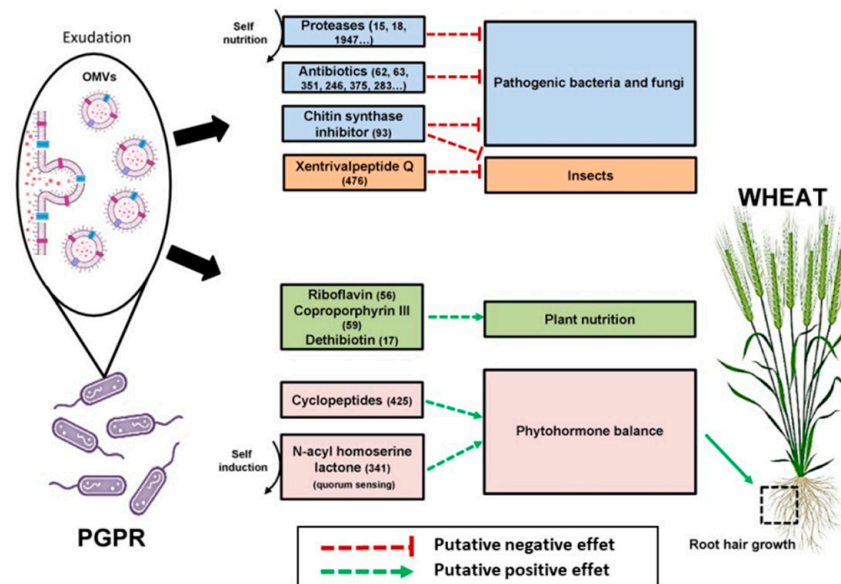 Exudation
OMVs
PGPR
Self
nutrition
Proteases (15, 18,
1947...)
Antibiotics (62, 63,
351, 246, 375, 283...)
Chitin synthase
inhibitor (93)
Xentrivalpeptide Q
(476)
Pathogenic bacteria and fungi
Insects
Riboflavin (56)
Coproporphyrin III
(59)
Dethibiotin (17)
Plant nutrition
Cyclopeptides (425)
Self
induction
N-acyl homoserine
lactone (341)
(quorum sensing)
Phytohormone balance
WHEAT
Root hair growth
Putative negative effet
Putative positive effet